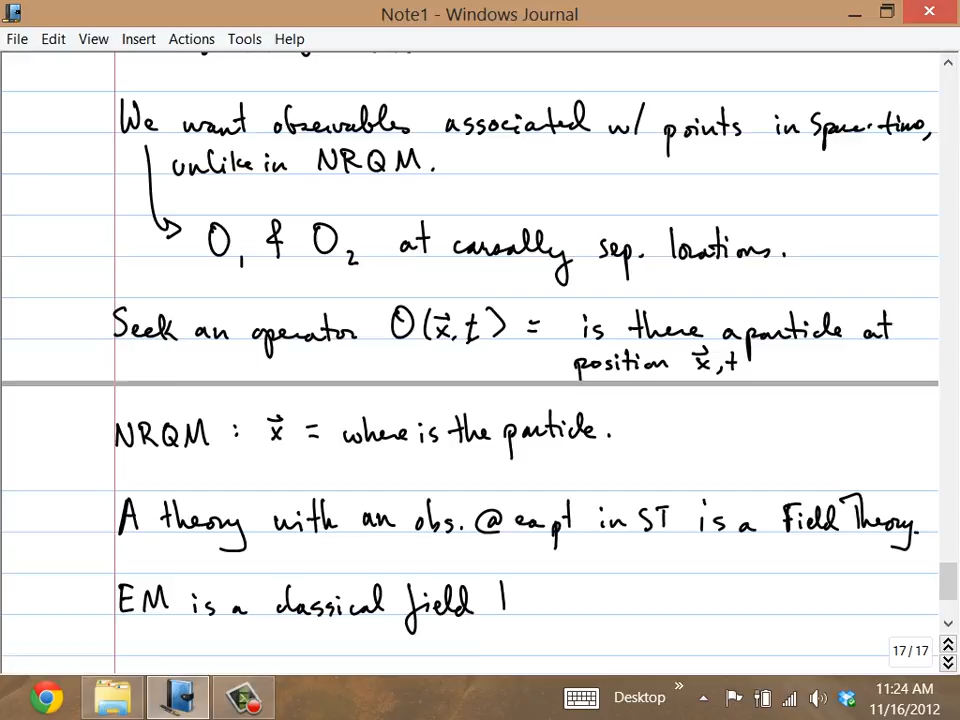 Note1 - Windows Journal
File Edit View Insert Actions Tools Help
We want observables associated w/ points in Space-time,
unlike in NRQM.
O₁ & O₂ at causally sep. locations.
Seek an operator O(x⃗,t) = is there a particle at
position x⃗,t
NRQM : x⃗ = where is the particle.
A theory with an obs. @ ea pt in ST is a Field Theory.
EM is a classical field
17 / 17
Desktop
11:24 AM
11/16/2012